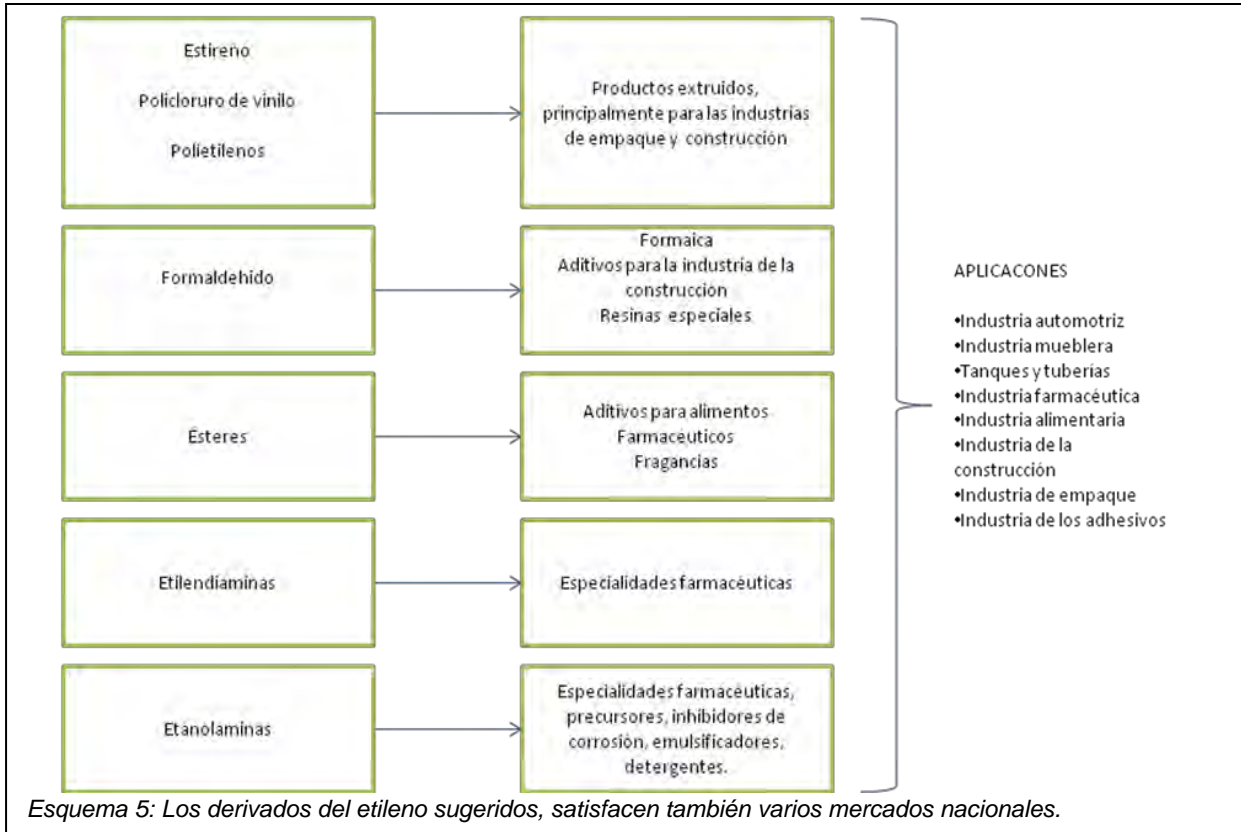 Estireno
Policloruro de vinilo
Polietilenos
Productos extruidos,
principalmente para las industrias
de empaque y construcción
Formaldehido
Formaica
Aditivos para la industria de la
construcción
Resinas especiales
Ésteres
Aditivos para alimentos
Farmacéuticos
Fragancias
Etilendiaminas
Especialidades farmacéuticas
Etanolaminas
Especialidades farmacéuticas,
precursores, inhibidores de
corrosión, emulsificadores,
detergentes.
APLICACONES
•Industria automotriz
•Industria mueblera
•Tanques y tuberías
•Industria farmacéutica
•Industria alimentaria
•Industria de la
construcción
•Industria de empaque
•Industria de los adhesivos
Esquema 5: Los derivados del etileno sugeridos, satisfacen también varios mercados nacionales.